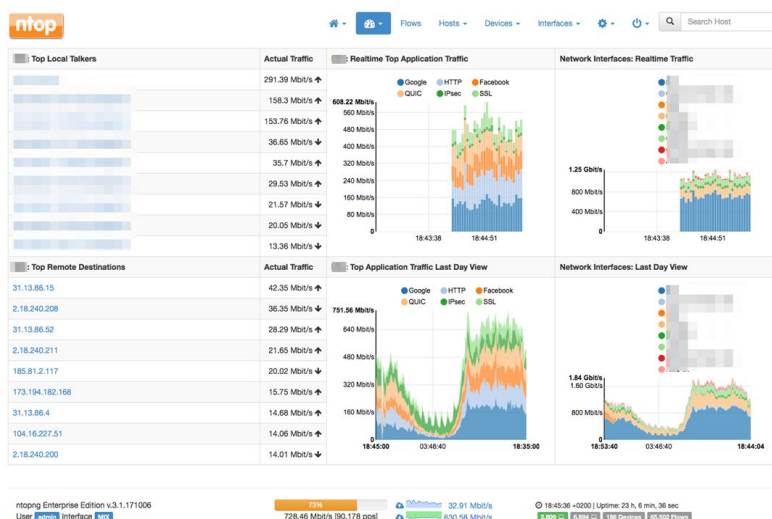 ntop
Flows Hosts Devices Interfaces Search Host
: Top Local Talkers Actual Traffic
291.39 Mbit/s
158.3 Mbit/s
153.76 Mbit/s
36.65 Mbit/s
35.7 Mbit/s
29.53 Mbit/s
21.57 Mbit/s
20.05 Mbit/s
13.36 Mbit/s
: Realtime Top Application Traffic
Google HTTP Facebook
QUIC IPsec SSL
608.22 Mbit/s
560 Mbit/s
480 Mbit/s
400 Mbit/s
320 Mbit/s
240 Mbit/s
160 Mbit/s
80 Mbit/s
0
18:43:38 18:44:51
Network Interfaces: Realtime Traffic
1.25 Gbit/s
800 Mbit/s
400 Mbit/s
0
18:43:38 18:44:51
: Top Remote Destinations Actual Traffic
31.13.86.15 42.35 Mbit/s
2.18.240.208 36.35 Mbit/s
31.13.86.52 28.29 Mbit/s
2.18.240.211 21.65 Mbit/s
185.81.2.117 20.02 Mbit/s
173.194.182.168 15.75 Mbit/s
31.13.86.4 14.68 Mbit/s
104.16.227.51 14.06 Mbit/s
2.18.240.200 14.01 Mbit/s
: Top Application Traffic Last Day View
Google HTTP Facebook
QUIC IPsec SSL
751.56 Mbit/s
640 Mbit/s
480 Mbit/s
320 Mbit/s
160 Mbit/s
0
18:45:00 03:46:40 18:35:00
Network Interfaces: Last Day View
1.84 Gbit/s
1.60 Gbit/s
800 Mbit/s
0
18:53:40 03:46:40 18:44:04
ntopng Enterprise Edition v.3.1.171006
User admin Interface MIX
73%
728.46 Mbit/s [90,178 pps]
32.91 Mbit/s
630.58 Mbit/s
18:45:36 +0200 | Uptime: 23 h, 6 min, 36 sec
188 Devices Flows